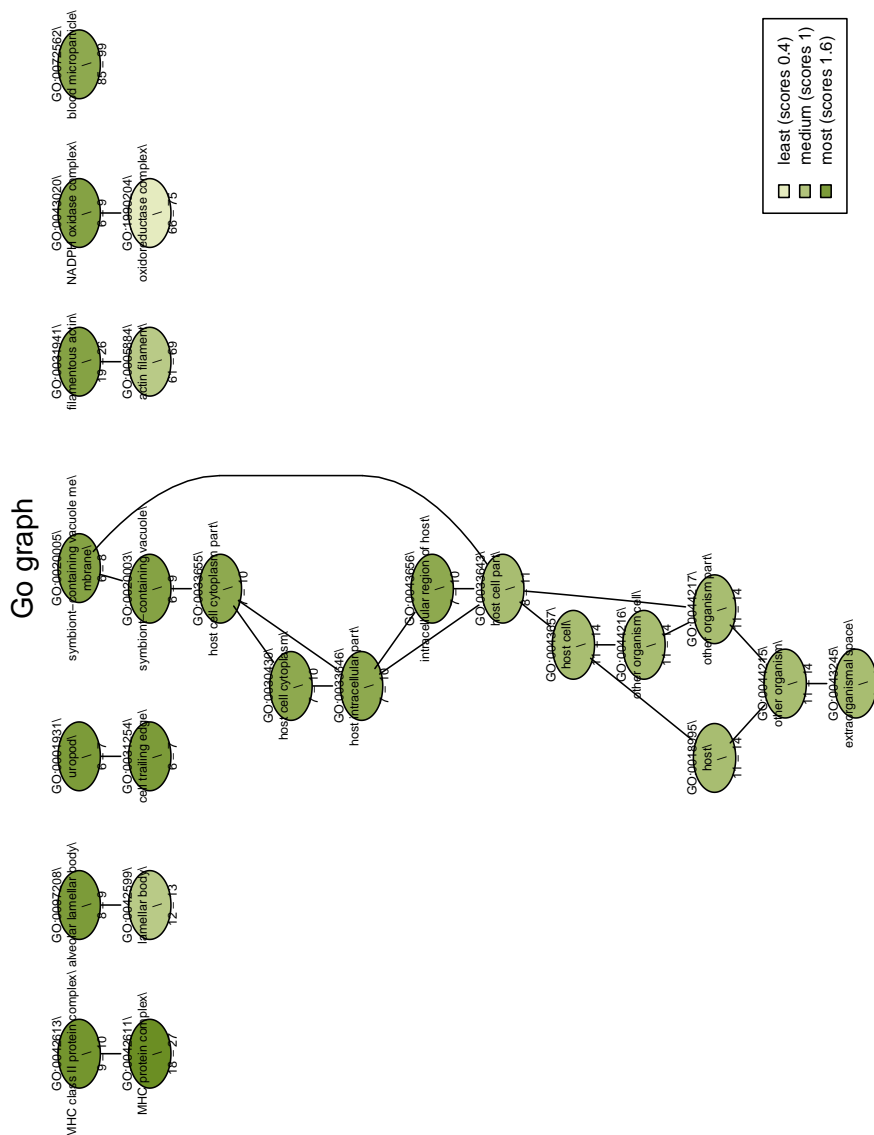 Go graph
GO:0072562\
blood microparticle\
\
85 − 99
GO:0043020\
NADPH oxidase complex\
\
6 − 9
GO:1990204\
oxidoreductase complex\
\
68 − 75
GO:0031941\
filamentous actin\
\
19 − 26
GO:0005884\
actin filament\
\
61 − 69
GO:0020005\
symbiont−containing vacuole me\
mbrane\
\
6 − 8
GO:0020003\
symbiont−containing vacuole\
\
6 − 9
GO:0033655\
host cell cytoplasm part\
\
7 − 10
GO:0030430\
host cell cytoplasm\
\
7 − 10
GO:0033646\
host intracellular part\
\
7 − 10
GO:0043656\
intracellular region of host\
\
7 − 10
GO:0033643\
host cell part\
\
8 − 11
GO:0043657\
host cell\
\
11 − 14
GO:0044216\
other organism cell\
\
11 − 14
GO:0044217\
other organism part\
\
11 − 14
GO:0018995\
host\
\
11 − 14
GO:0044215\
other organism\
\
11 − 14
GO:0043245\
extraorganismal space\
\
GO:0001931\
uropod\
\
6 − 7
GO:0031254\
cell trailing edge\
\
6 − 7
GO:0097208\
alveolar lamellar body\
\
8 − 9
GO:0042599\
lamellar body\
\
12 − 13
GO:0042613\
MHC class II protein complex\
\
9 − 10
GO:0042611\
MHC protein complex\
\
18 − 27
least (scores 0.4)
medium (scores 1)
most (scores 1.6)